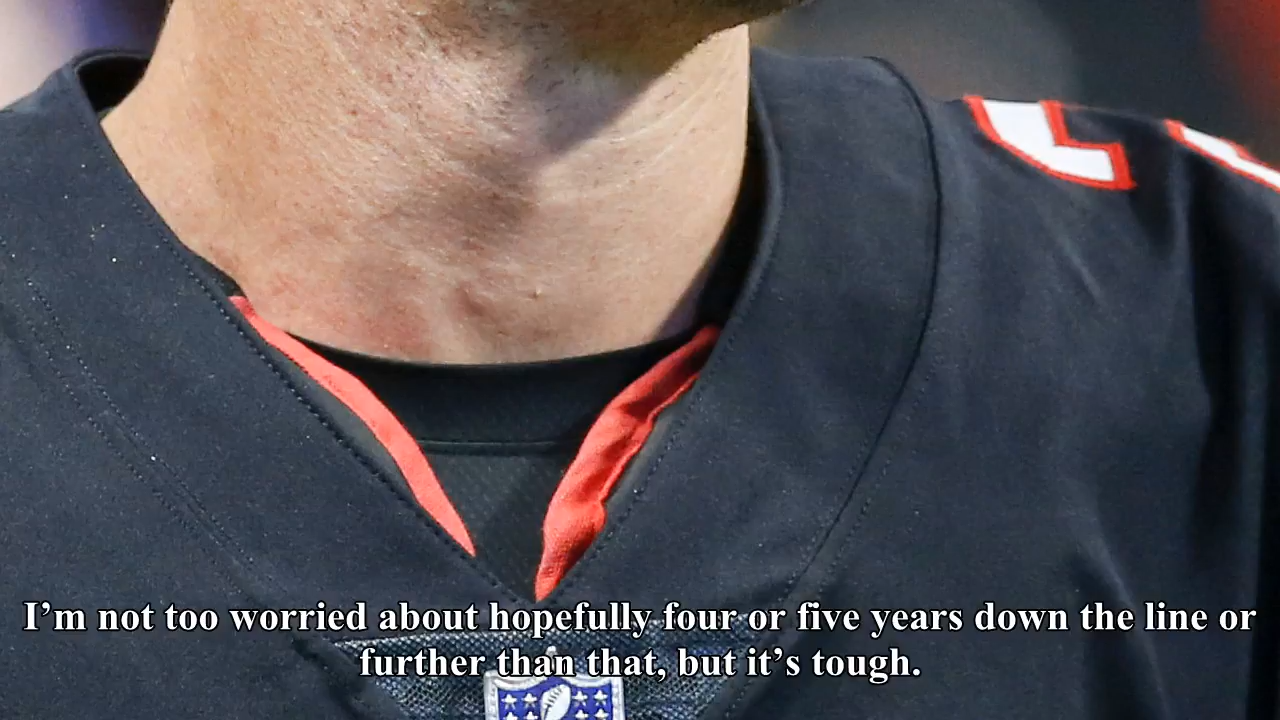 I’m not too worried about hopefully four or five years down the line or
further than that, but it’s tough.